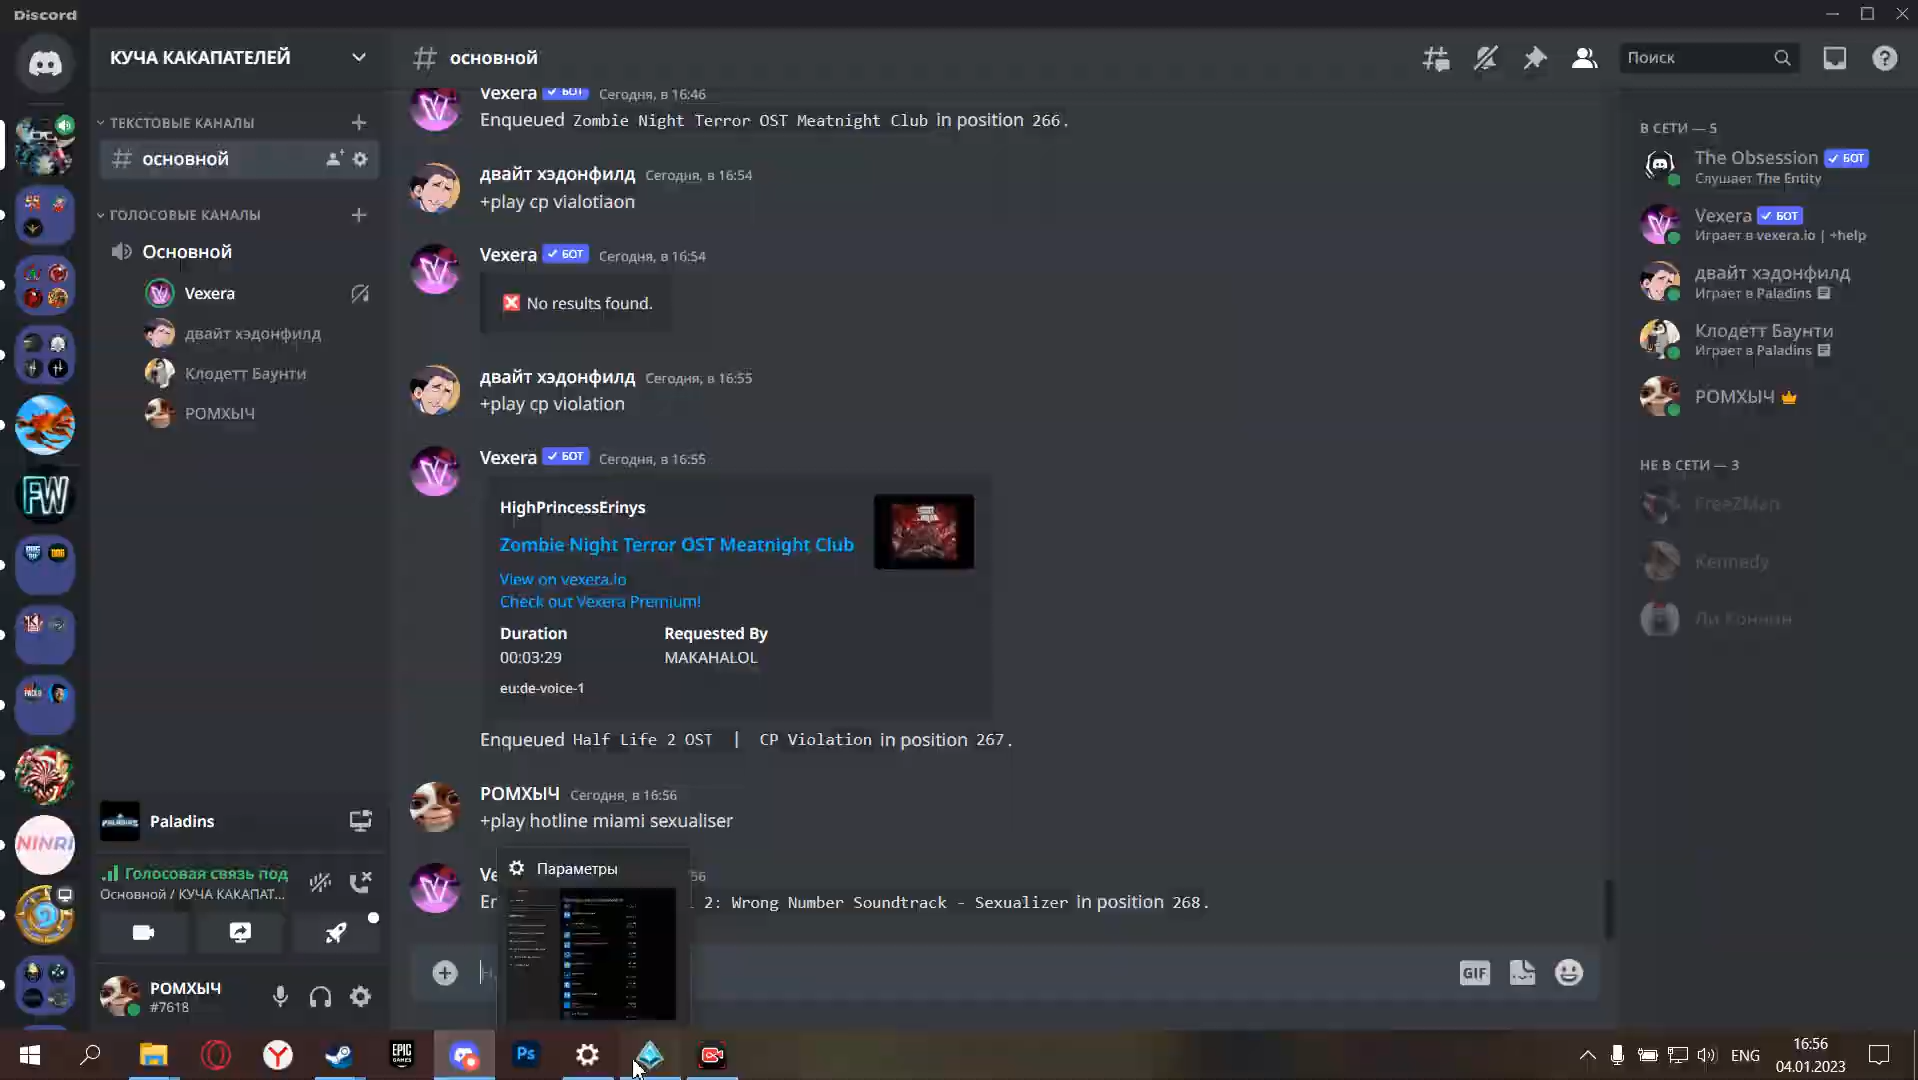 Discord
КУЧА КАКАПАТЕЛЕЙ
основной
Поиск
ТЕКСТОВЫЕ КАНАЛЫ
основной
ГОЛОСОВЫЕ КАНАЛЫ
Основной
Vexera
двайт хэдонфилд
Клодетт Баунти
РОМХЫЧ
FW
NINRI
Paladins
Голосовая связь под
Основной / КУЧА КАКАПАТ...
РОМХЫЧ
#7618
Vexera БОТ Сегодня, в 16:46
Enqueued Zombie Night Terror OST Meatnight Club in position 266.
двайт хэдонфилд Сегодня, в 16:54
+play cp vialotiaon
Vexera БОТ Сегодня, в 16:54
No results found.
двайт хэдонфилд Сегодня, в 16:55
+play cp violation
Vexera БОТ Сегодня, в 16:55
HighPrincessErinys
Zombie Night Terror OST Meatnight Club
View on vexera.io
Check out Vexera Premium!
Duration Requested By
00:03:29 MAKAHALOL
eu:de-voice-1
Enqueued Half Life 2 OST | CP Violation in position 267.
РОМХЫЧ Сегодня, в 16:56
+play hotline miami sexualiser
Ve 56
Параметры
2: Wrong Number Soundtrack - Sexualizer in position 268.
GIF
В СЕТИ — 5
The Obsession БОТ
Слушает The Entity
Vexera БОТ
Играет в vexera.io | +help
двайт хэдонфилд
Играет в Paladins
Клодетт Баунти
Играет в Paladins
РОМХЫЧ
НЕ В СЕТИ — 3
FreeZMan
Kennedy
Ли Коннин
EPIC GAMES
Ps
ENG
16:56
04.01.2023